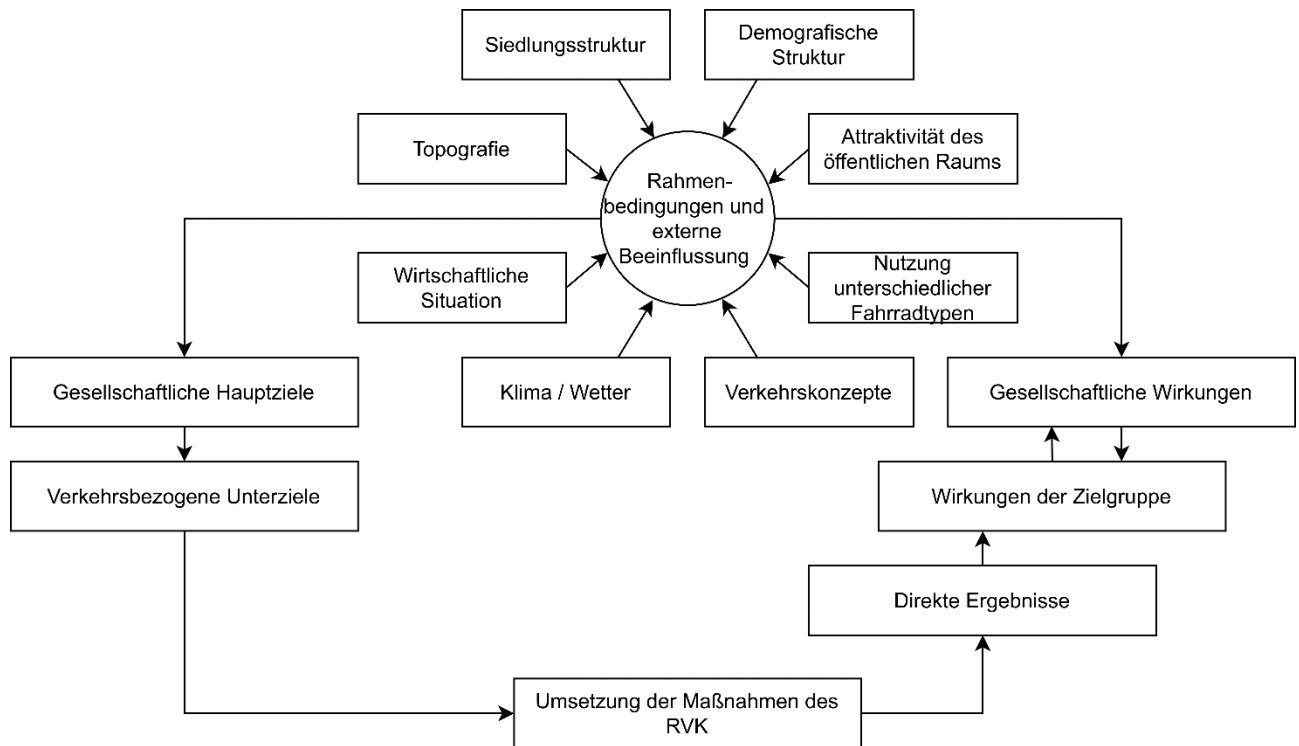 Siedlungsstruktur
Demografische
Struktur
Topografie
Attraktivität des
öffentlichen Raums
Rahmen-
bedingungen und
externe
Beeinflussung
Wirtschaftliche
Situation
Nutzung
unterschiedlicher
Fahrradtypen
Gesellschaftliche Hauptziele
Klima / Wetter
Verkehrskonzepte
Gesellschaftliche Wirkungen
Verkehrsbezogene Unterziele
Wirkungen der Zielgruppe
Direkte Ergebnisse
Umsetzung der Maßnahmen des
RVK